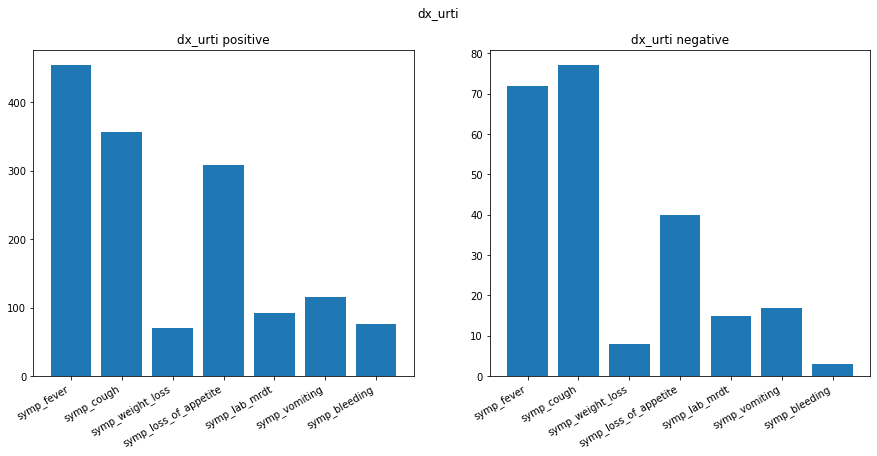 dx_urti
dx_urti positive
400
300
200
100
0
symp_fever
symp_cough
symp_weight_loss
symp_loss_of_appetite
symp_lab_mrdt
symp_vomiting
symp_bleeding
dx_urti negative
80
70
60
50
40
30
20
10
0
symp_fever
symp_cough
symp_weight_loss
symp_loss_of_appetite
symp_lab_mrdt
symp_vomiting
symp_bleeding